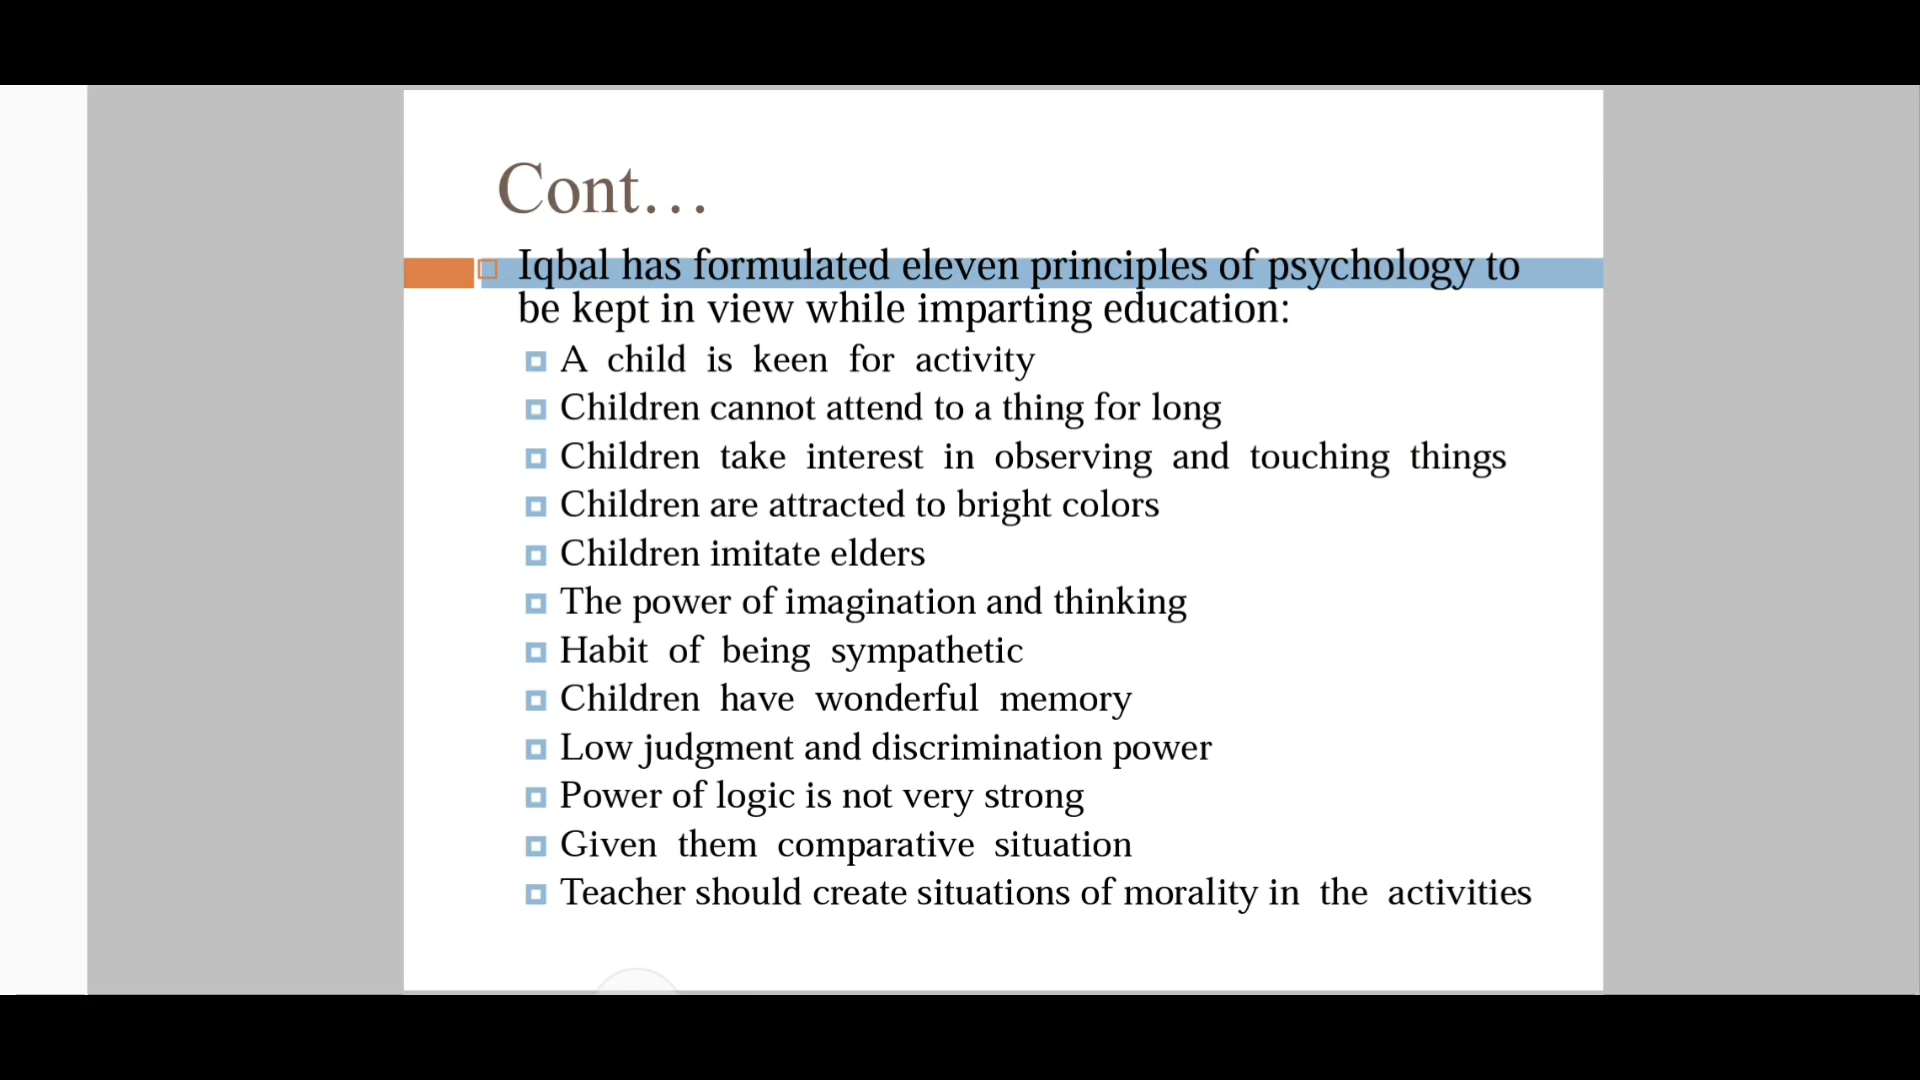 Cont…
Iqbal has formulated eleven principles of psychology to
be kept in view while imparting education:
A child is keen for activity
Children cannot attend to a thing for long
Children take interest in observing and touching things
Children are attracted to bright colors
Children imitate elders
The power of imagination and thinking
Habit of being sympathetic
Children have wonderful memory
Low judgment and discrimination power
Power of logic is not very strong
Given them comparative situation
Teacher should create situations of morality in the activities